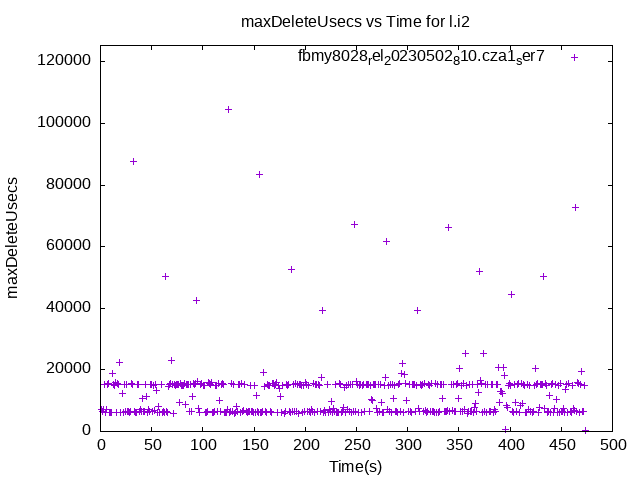 maxDeleteUsecs vs Time for l.i2
fbmy8028rel20230502810.cza1ser7
120000
100000
80000
60000
40000
20000
0
maxDeleteUsecs
0 50 100 150 200 250 300 350 400 450 500
Time(s)